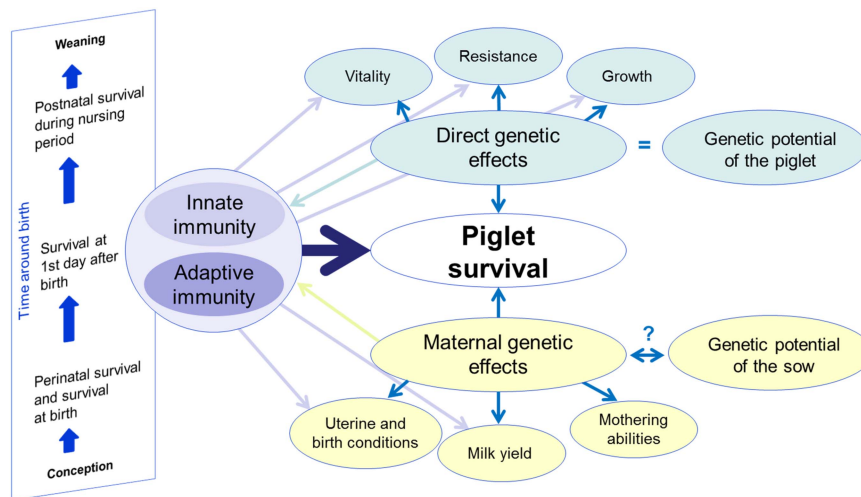 Weaning
Postnatal survival
during nursing
period
Time around birth
Survival at
1st day after
birth
Perinatal survival
and survival
at birth
Conception
Innate
immunity
Adaptive
immunity
Vitality
Resistance
Growth
Direct genetic
effects
=
Genetic potential
of the piglet
Piglet
survival
Maternal genetic
effects
?
Genetic potential
of the sow
Uterine and
birth conditions
Milk yield
Mothering
abilities